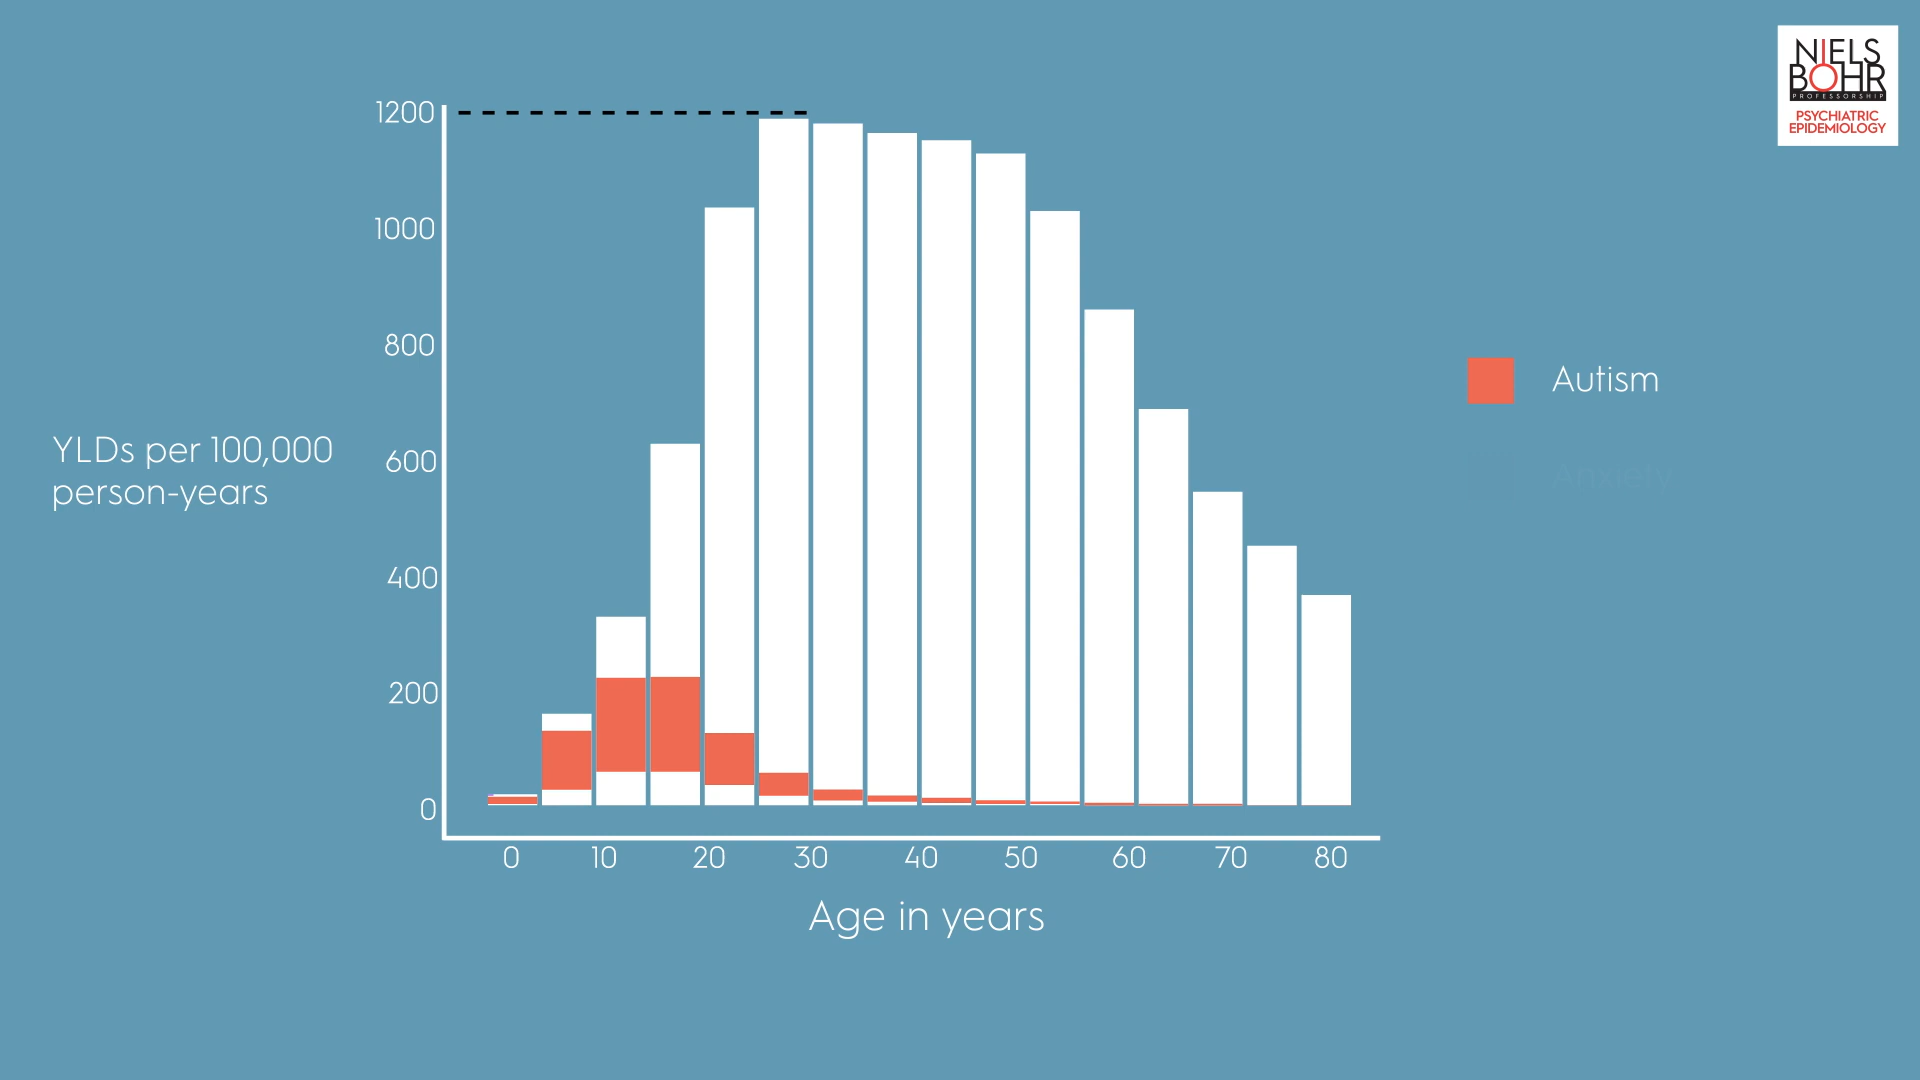 NIELS
BOHR
PROFESSORSHIP
PSYCHIATRIC
EPIDEMIOLOGY
1200
1000
800
600
400
200
0
YLDs per 100,000
person-years
Autism
Anxiety
0 10 20 30 40 50 60 70 80
Age in years